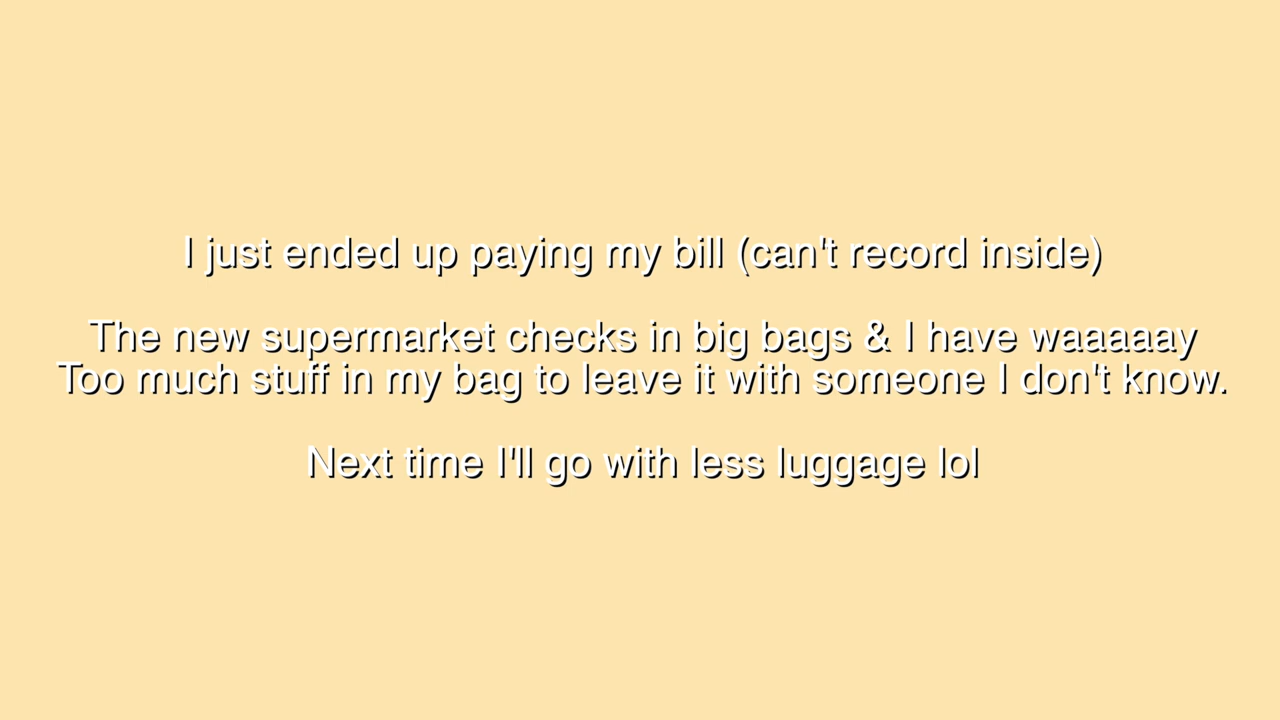 I just ended up paying my bill (can't record inside)
The new supermarket checks in big bags & I have waaaaay
Too much stuff in my bag to leave it with someone I don't know.
Next time I'll go with less luggage lol